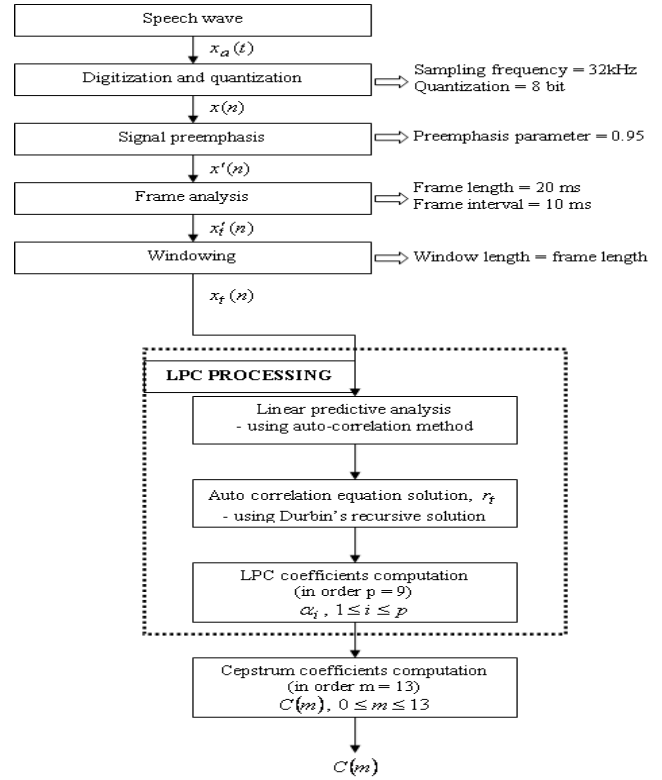 Speech wave
xₐ(t)
Digitization and quantization
Sampling frequency = 32kHz
Quantization = 8 bit
x(n)
Signal preemphasis
Preemphasis parameter = 0.95
x'(n)
Frame analysis
Frame length = 20 ms
Frame interval = 10 ms
x'ₜ(n)
Windowing
Window length = frame length
xₜ(n)
LPC PROCESSING
Linear predictive analysis
- using auto-correlation method
Auto correlation equation solution, rₜ
- using Durbin's recursive solution
LPC coefficients computation
(in order p = 9)
αᵢ, 1 ≤ i ≤ p
Cepstrum coefficients computation
(in order m = 13)
C(m), 0 ≤ m ≤ 13
C(m)